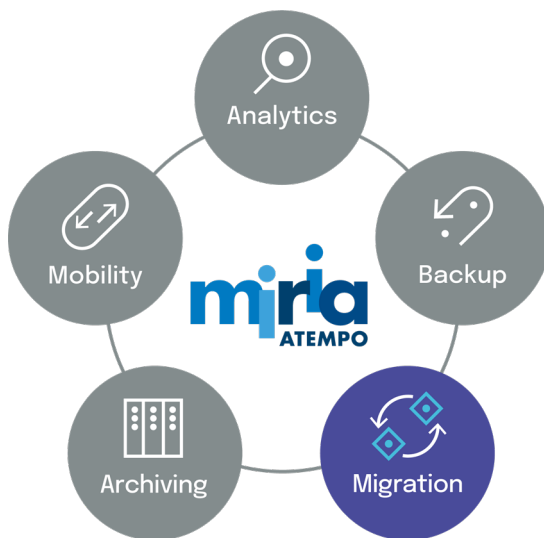 Analytics
Mobility
Backup
miria
ATEMPO
Archiving
Migration